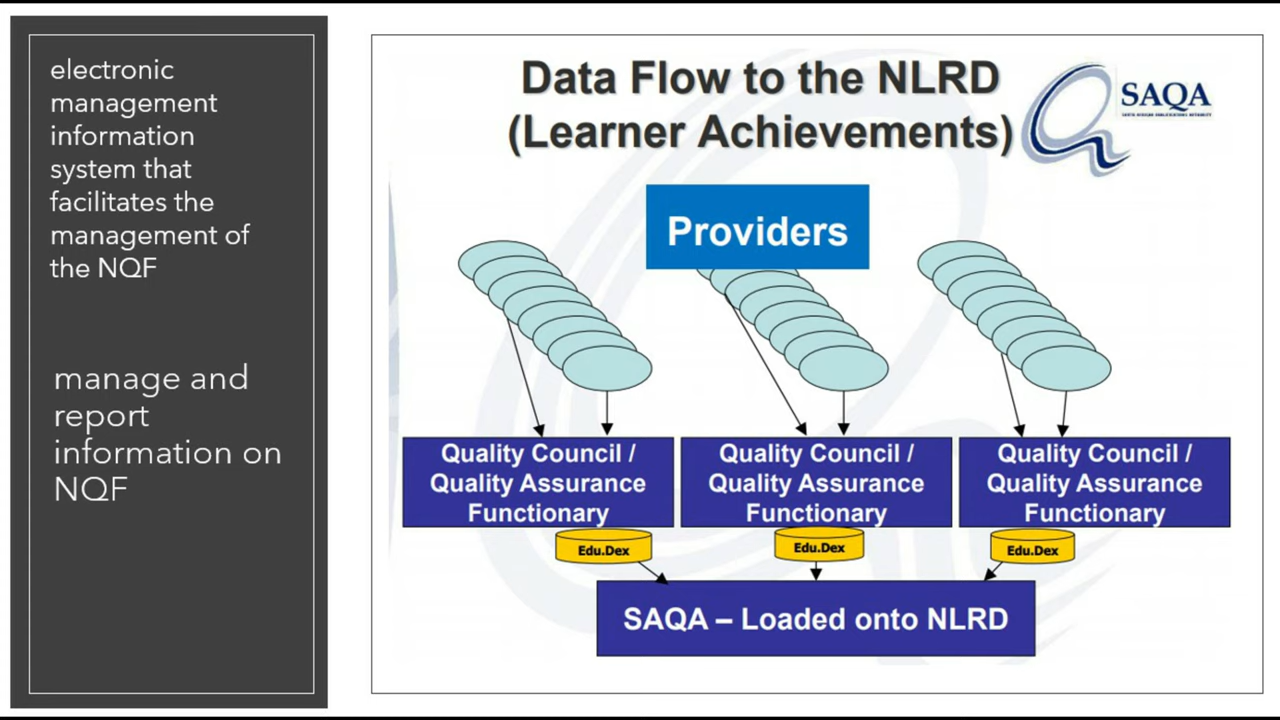 electronic
management
information
system that
facilitates the
management of
the NQF
manage and
report
information on
NQF
Data Flow to the NLRD
(Learner Achievements)
SAQA
SOUTH AFRICAN QUALIFICATIONS AUTHORITY
Providers
Quality Council /
Quality Assurance
Functionary
Quality Council /
Quality Assurance
Functionary
Quality Council /
Quality Assurance
Functionary
Edu.Dex
Edu.Dex
Edu.Dex
SAQA – Loaded onto NLRD